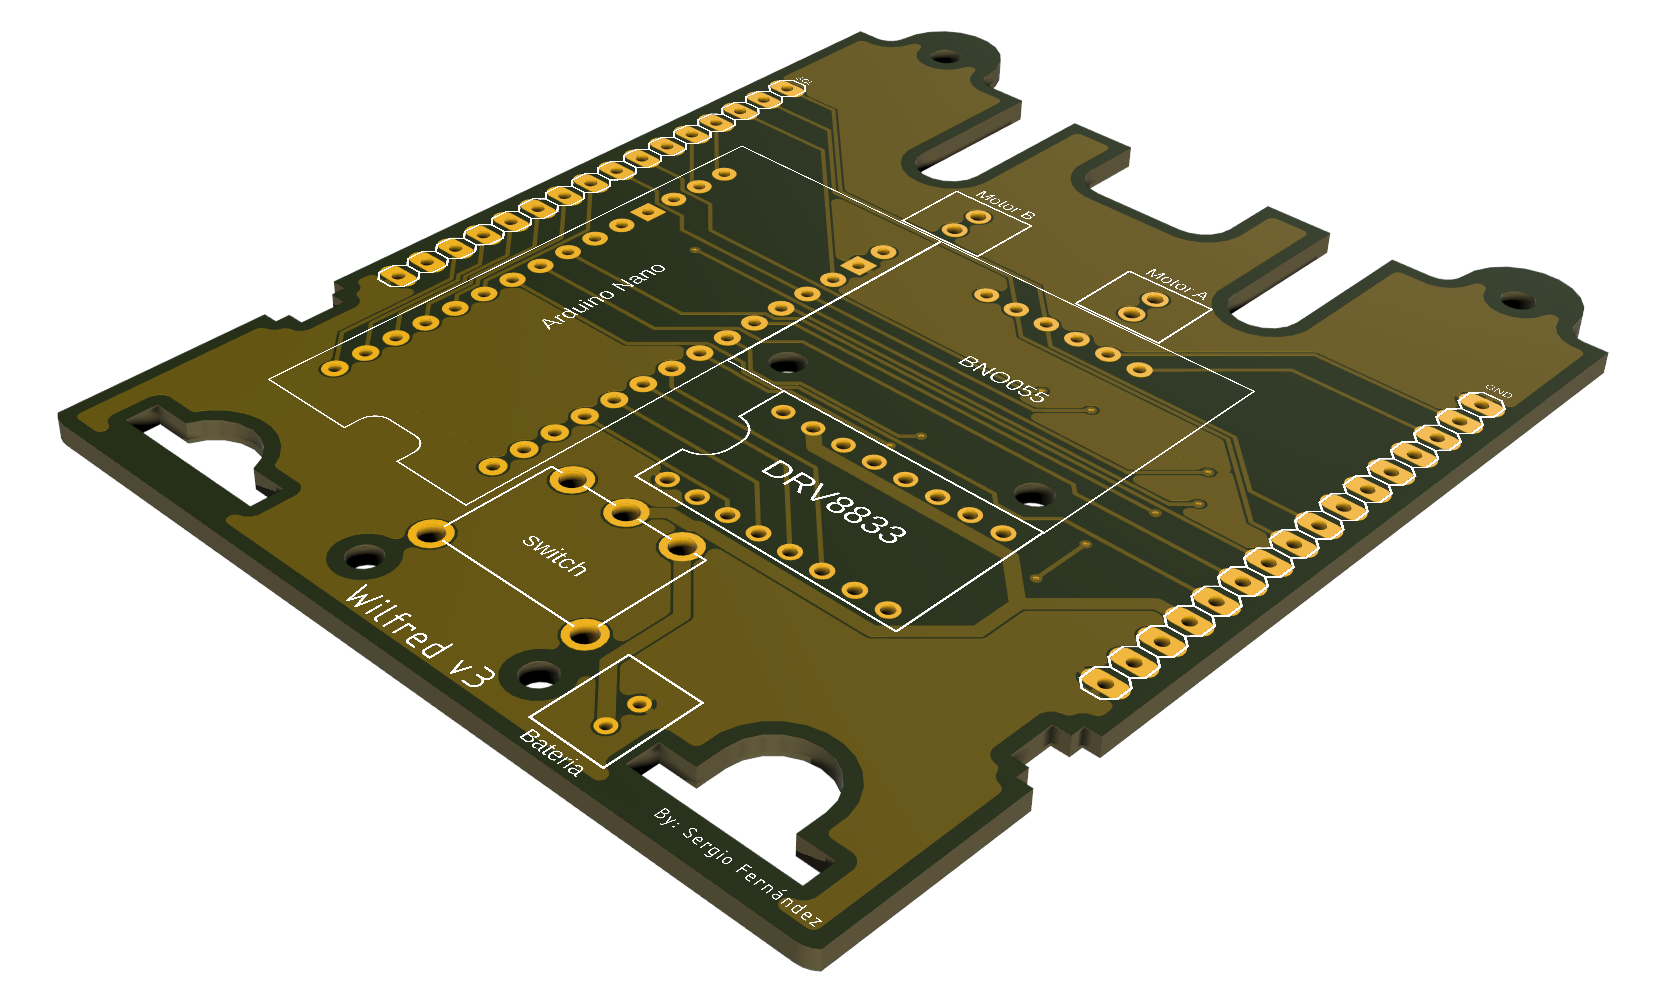 Motor B
Motor A
Arduino Nano
BNO055
GND
DRV8833
switch
Wilfred v3
Bateria
By: Sergio Fernández